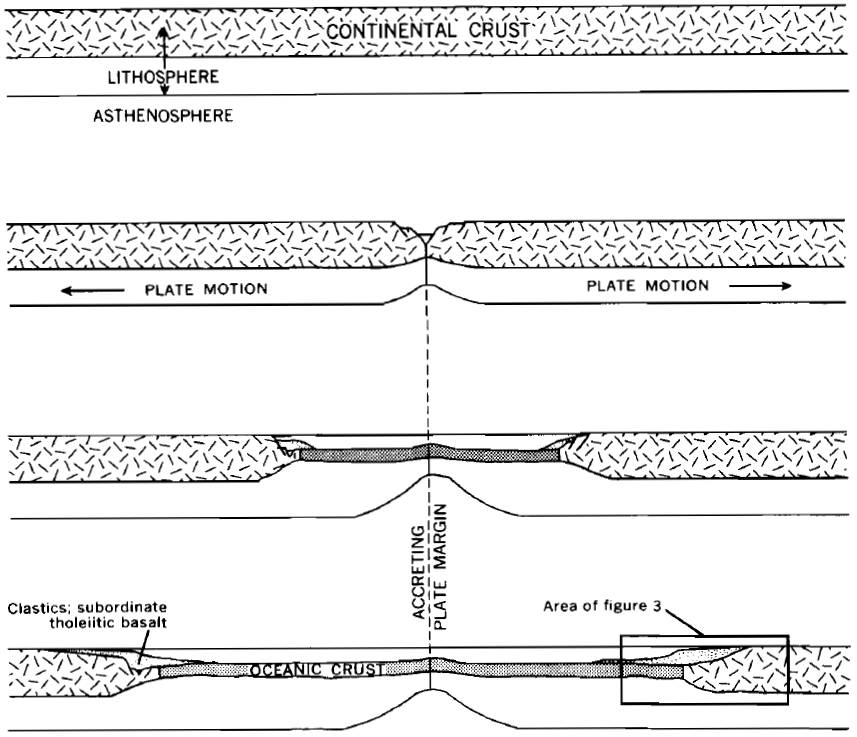 CONTINENTAL CRUST
LITHOSPHERE
ASTHENOSPHERE
PLATE MOTION
PLATE MOTION
ACCRETING
PLATE MARGIN
Clastics; subordinate
tholeiitic basalt
Area of figure 3
OCEANIC CRUST